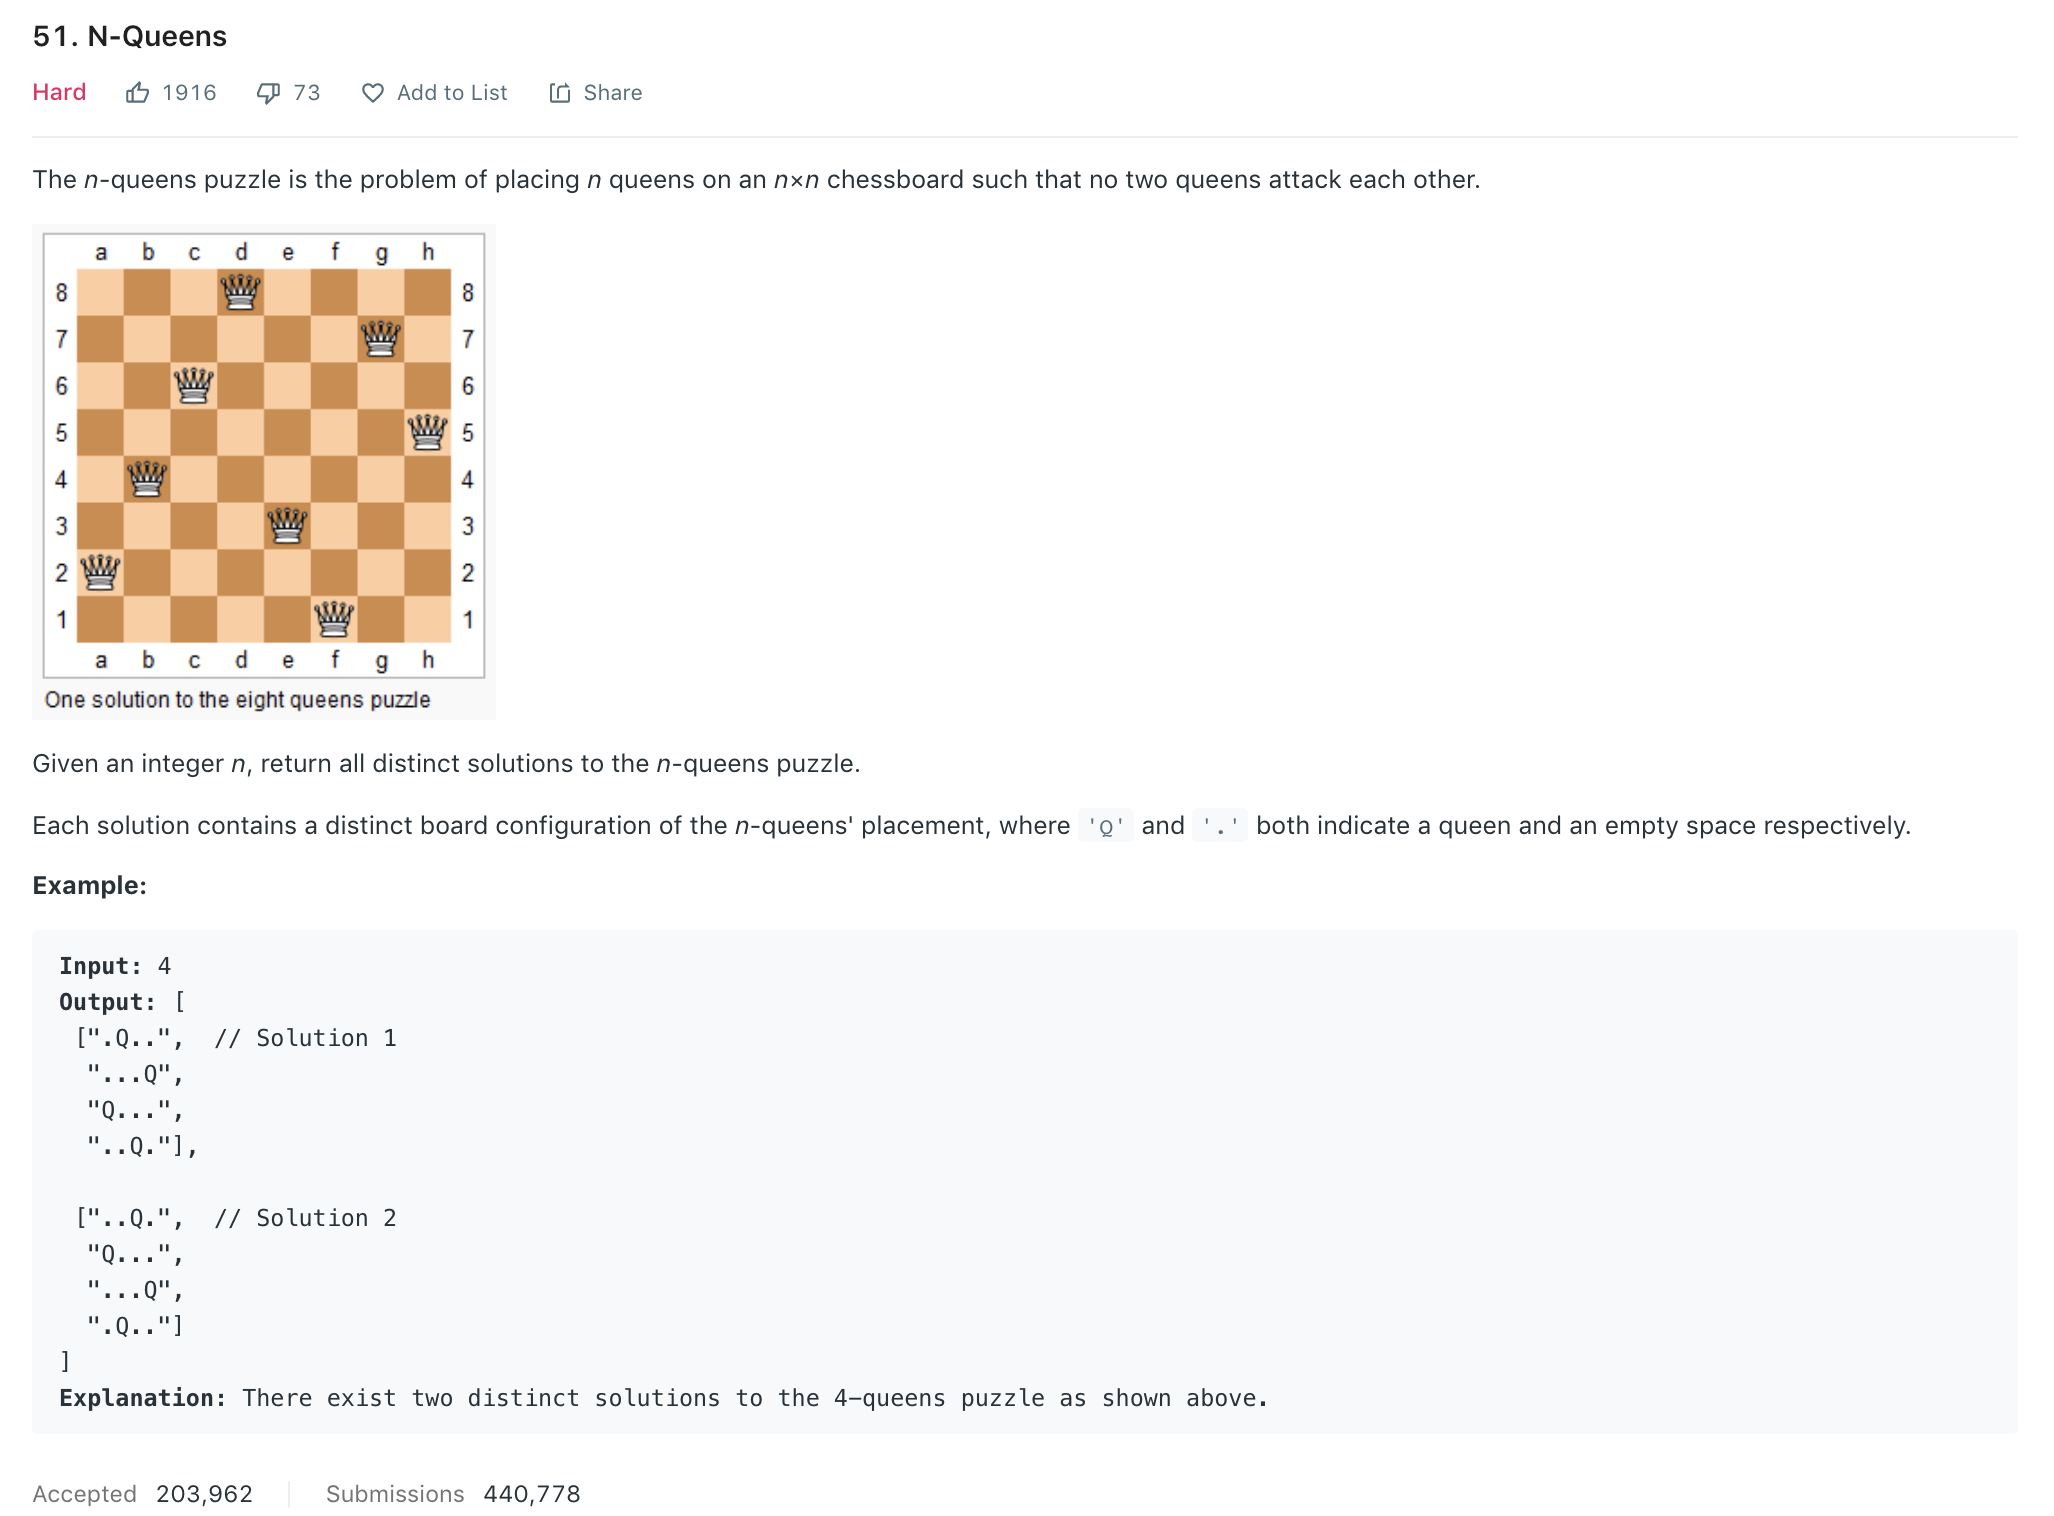 51. N-Queens
Hard 1916 73 Add to List Share
The n-queens puzzle is the problem of placing n queens on an n×n chessboard such that no two queens attack each other.
a b c d e f g h
8 8
7 7
6 6
5 5
4 4
3 3
2 2
1 1
a b c d e f g h
One solution to the eight queens puzzle
Given an integer n, return all distinct solutions to the n-queens puzzle.
Each solution contains a distinct board configuration of the n-queens' placement, where 'Q' and '.' both indicate a queen and an empty space respectively.
Example:
Input: 4
Output: [
 [".Q..",  // Solution 1
  "...Q",
  "Q...",
  "..Q."],
 ["..Q.",  // Solution 2
  "Q...",
  "...Q",
  ".Q.."]
]
Explanation: There exist two distinct solutions to the 4-queens puzzle as shown above.
Accepted 203,962 Submissions 440,778